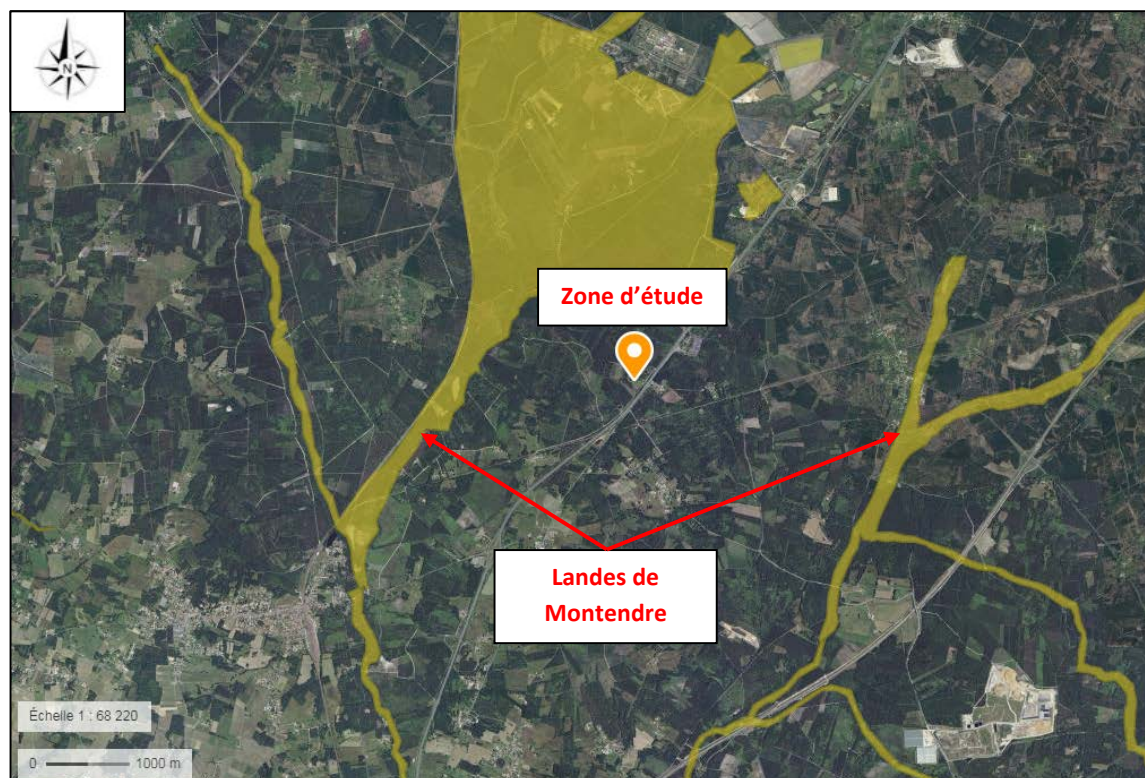 N
Zone d'étude
Landes de
Montendre
Échelle 1 : 68 220
0 1000 m